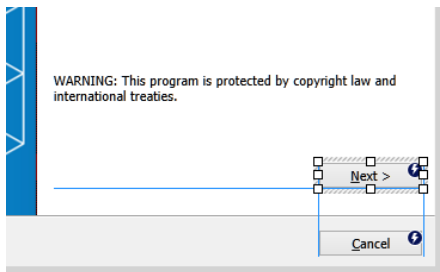 WARNING: This program is protected by copyright law and
international treaties.
Next >
Cancel